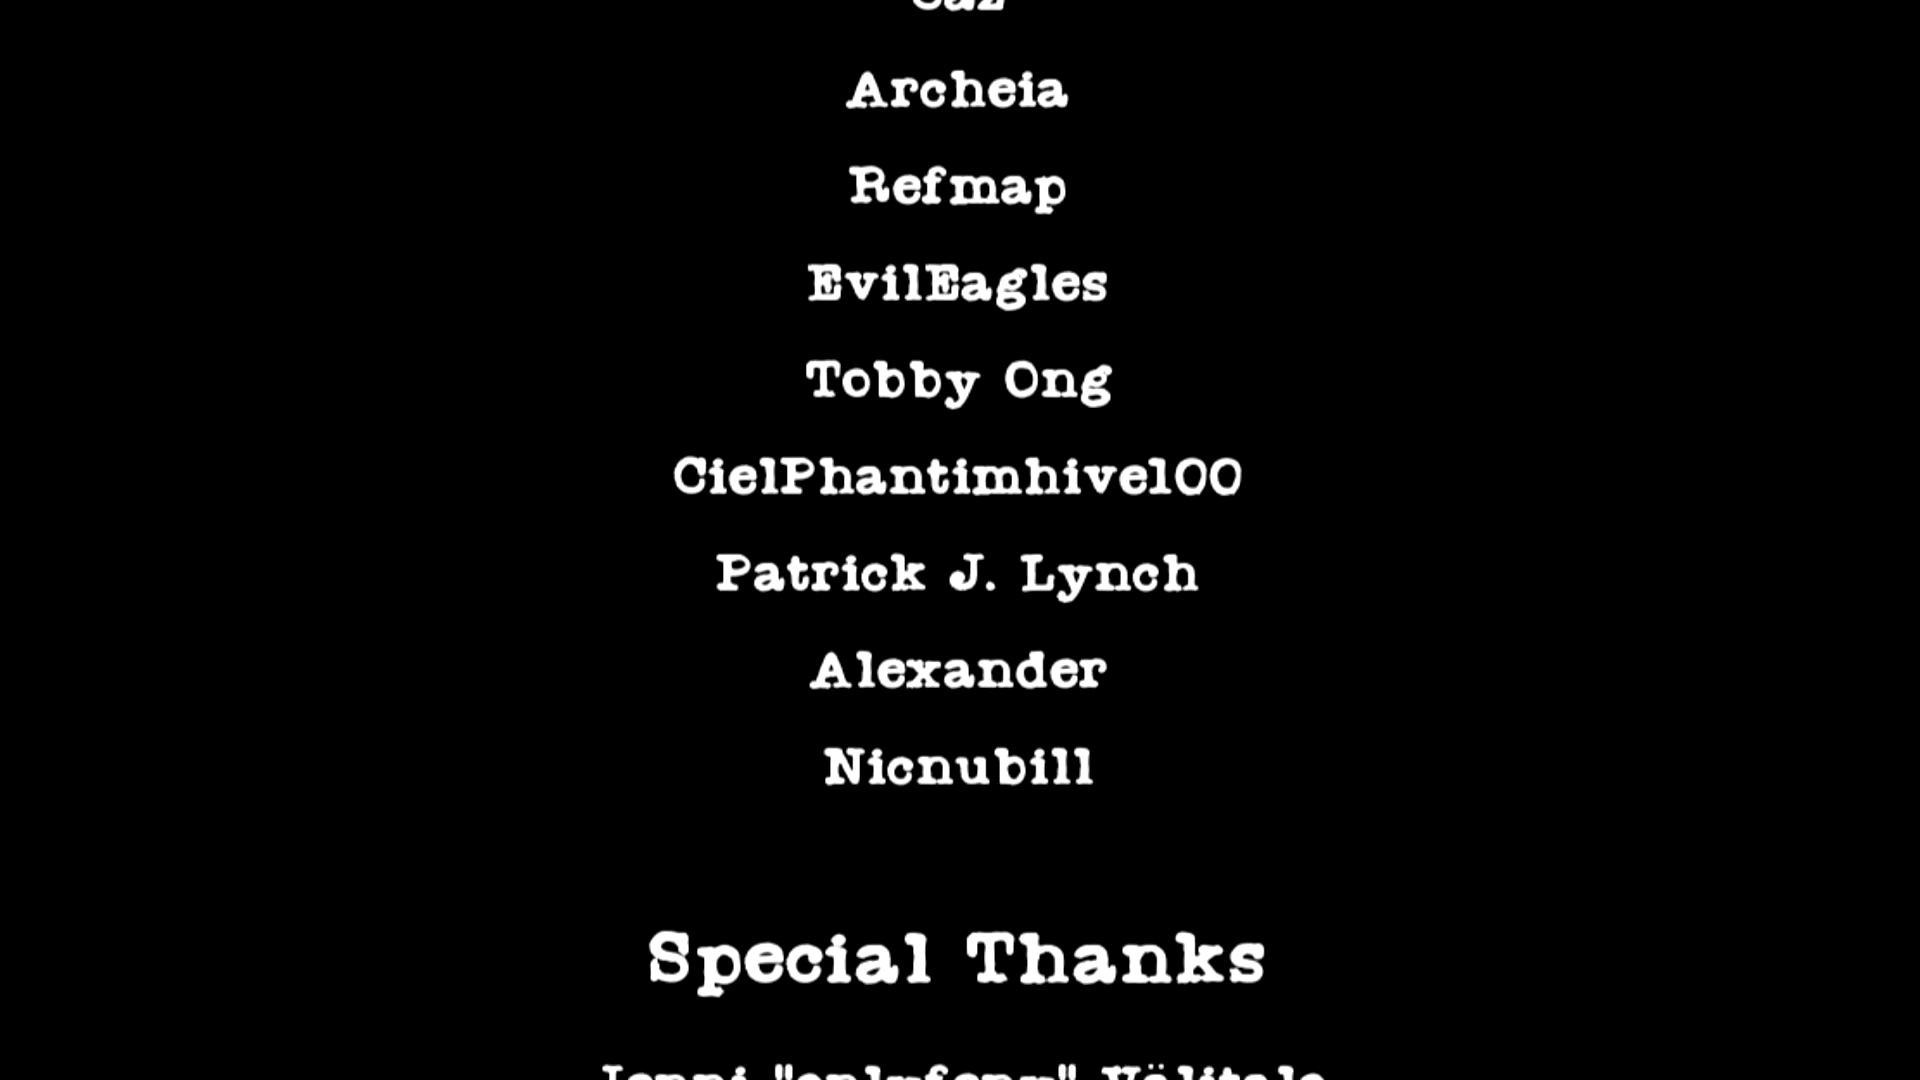 Archeia
Refmap
EvilEagles
Tobby Ong
CielPhantimhive100
Patrick J. Lynch
Alexander
Nicnubill
Special Thanks